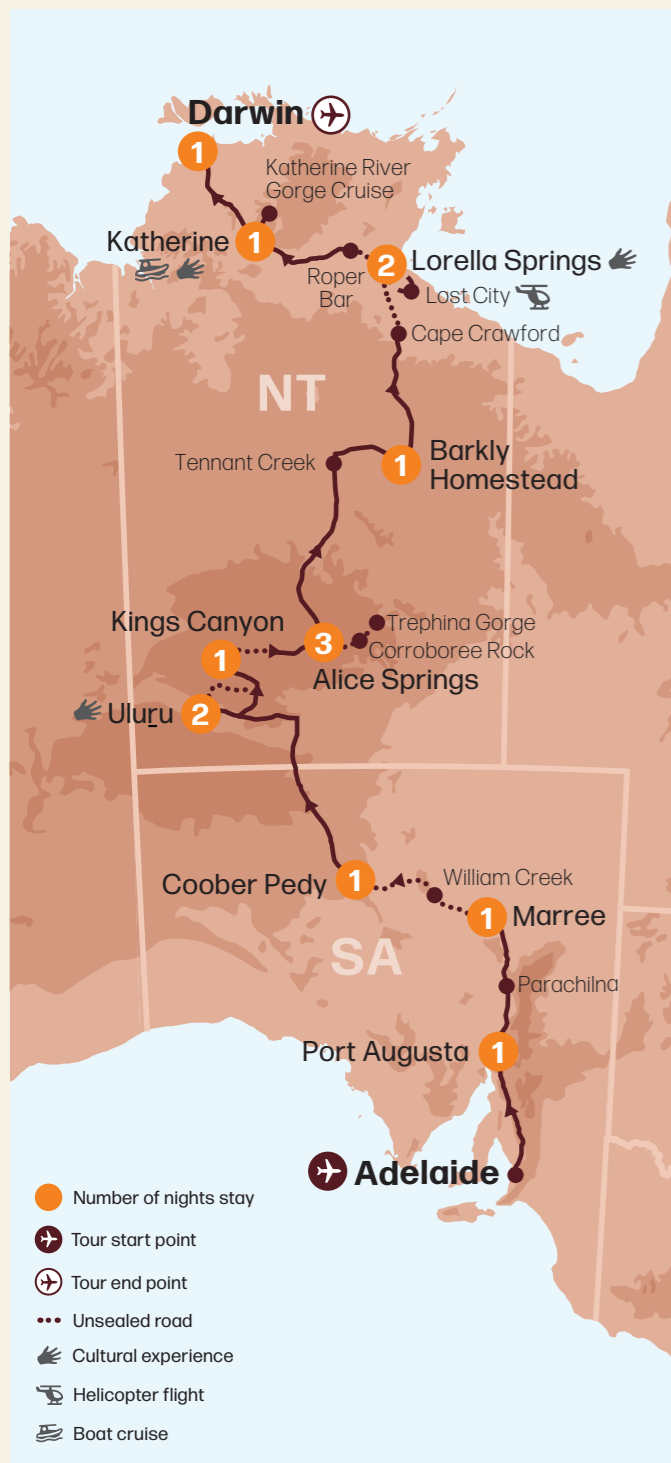 Darwin
1
Katherine River
Gorge Cruise
Katherine
1
2
Lorella Springs
Roper
Bar
Lost City
Cape Crawford
NT
Tennant Creek
1
Barkly
Homestead
Kings Canyon
1
3
Trephina Gorge
Corroboree Rock
Alice Springs
Uluṟu
2
Coober Pedy
1
William Creek
1
Marree
SA
Parachilna
Port Augusta
1
Adelaide
Number of nights stay
Tour start point
Tour end point
Unsealed road
Cultural experience
Helicopter flight
Boat cruise